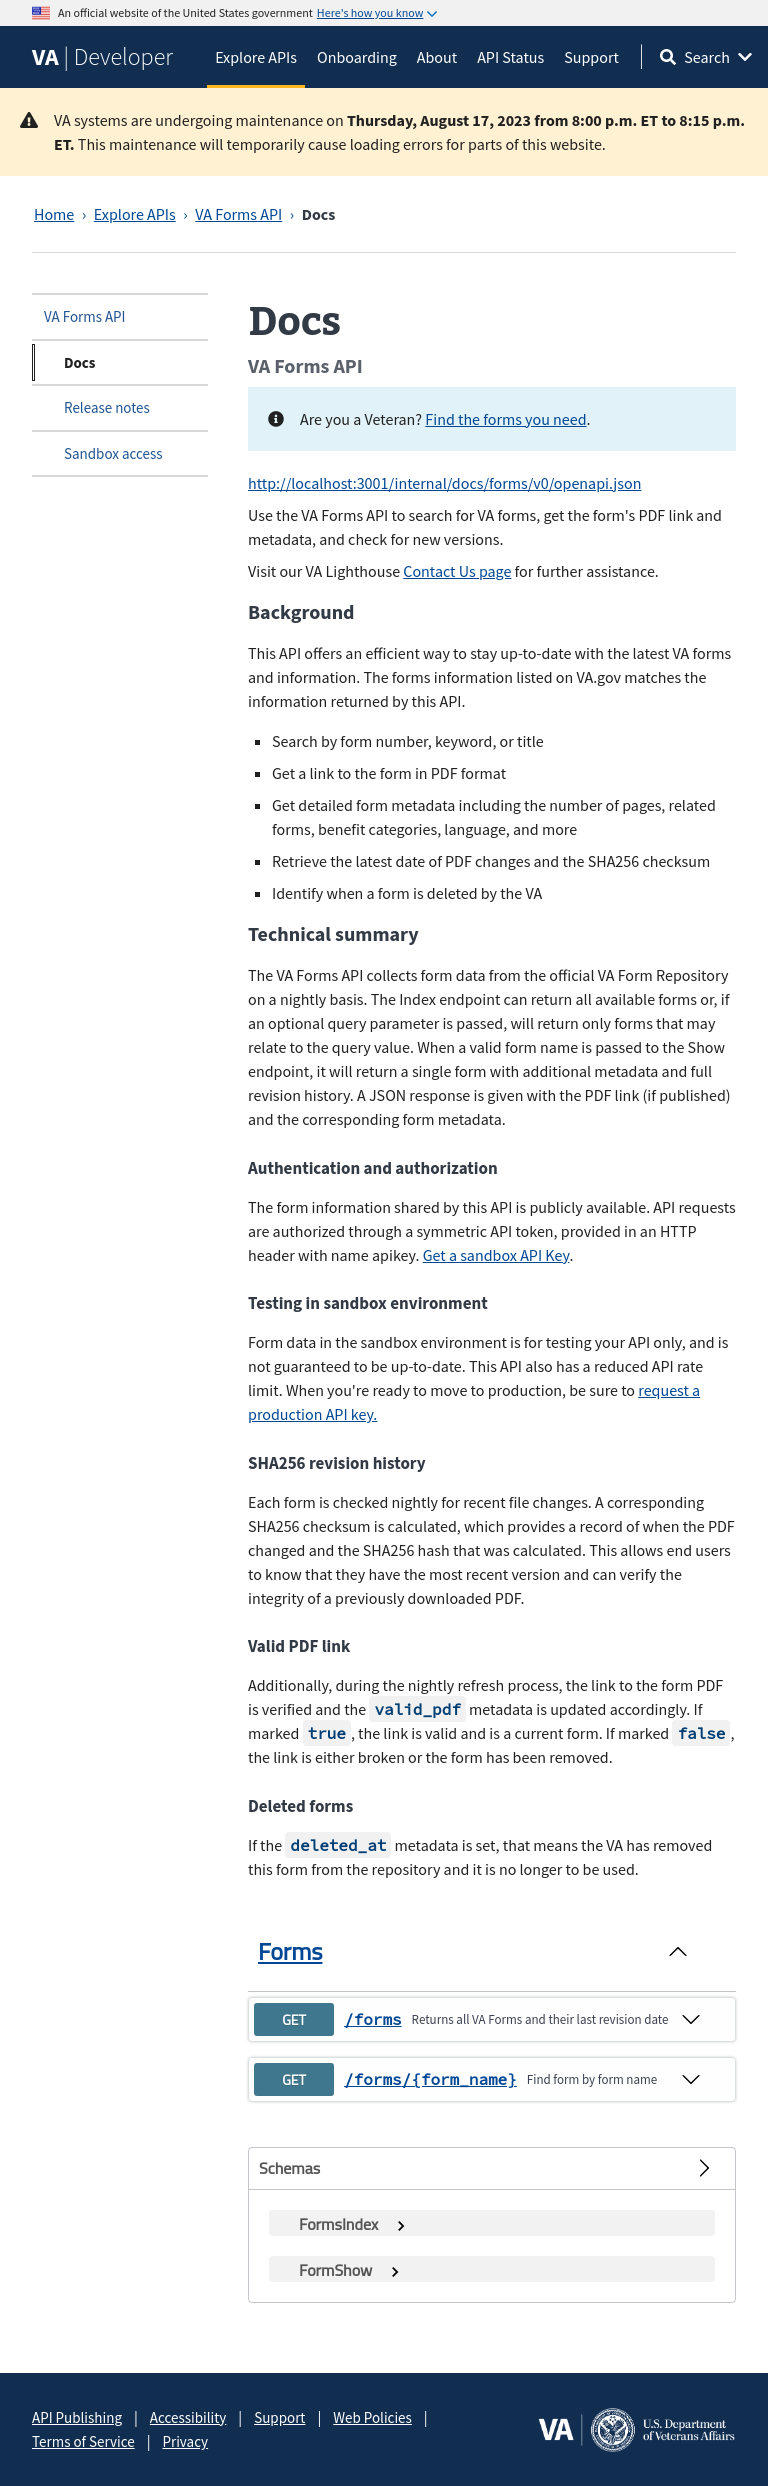 An official website of the United States government Here's how you know
VA | Developer Explore APIs Onboarding About API Status Support Search
VA systems are undergoing maintenance on Thursday, August 17, 2023 from 8:00 p.m. ET to 8:15 p.m.
ET. This maintenance will temporarily cause loading errors for parts of this website.
Home › Explore APIs › VA Forms API › Docs
VA Forms API
Docs
Release notes
Sandbox access
Docs
VA Forms API
Are you a Veteran? Find the forms you need.
http://localhost:3001/internal/docs/forms/v0/openapi.json
Use the VA Forms API to search for VA forms, get the form's PDF link and
metadata, and check for new versions.
Visit our VA Lighthouse Contact Us page for further assistance.
Background
This API offers an efficient way to stay up-to-date with the latest VA forms
and information. The forms information listed on VA.gov matches the
information returned by this API.
▪ Search by form number, keyword, or title
▪ Get a link to the form in PDF format
▪ Get detailed form metadata including the number of pages, related
forms, benefit categories, language, and more
▪ Retrieve the latest date of PDF changes and the SHA256 checksum
▪ Identify when a form is deleted by the VA
Technical summary
The VA Forms API collects form data from the official VA Form Repository
on a nightly basis. The Index endpoint can return all available forms or, if
an optional query parameter is passed, will return only forms that may
relate to the query value. When a valid form name is passed to the Show
endpoint, it will return a single form with additional metadata and full
revision history. A JSON response is given with the PDF link (if published)
and the corresponding form metadata.
Authentication and authorization
The form information shared by this API is publicly available. API requests
are authorized through a symmetric API token, provided in an HTTP
header with name apikey. Get a sandbox API Key.
Testing in sandbox environment
Form data in the sandbox environment is for testing your API only, and is
not guaranteed to be up-to-date. This API also has a reduced API rate
limit. When you're ready to move to production, be sure to request a
production API key.
SHA256 revision history
Each form is checked nightly for recent file changes. A corresponding
SHA256 checksum is calculated, which provides a record of when the PDF
changed and the SHA256 hash that was calculated. This allows end users
to know that they have the most recent version and can verify the
integrity of a previously downloaded PDF.
Valid PDF link
Additionally, during the nightly refresh process, the link to the form PDF
is verified and the valid_pdf metadata is updated accordingly. If
marked true, the link is valid and is a current form. If marked false,
the link is either broken or the form has been removed.
Deleted forms
If the deleted_at metadata is set, that means the VA has removed
this form from the repository and it is no longer to be used.
Forms
GET /forms Returns all VA Forms and their last revision date
GET /forms/{form_name} Find form by form name
Schemas
FormsIndex
FormShow
API Publishing | Accessibility | Support | Web Policies |
Terms of Service | Privacy
VA | U.S. Department
of Veterans Affairs